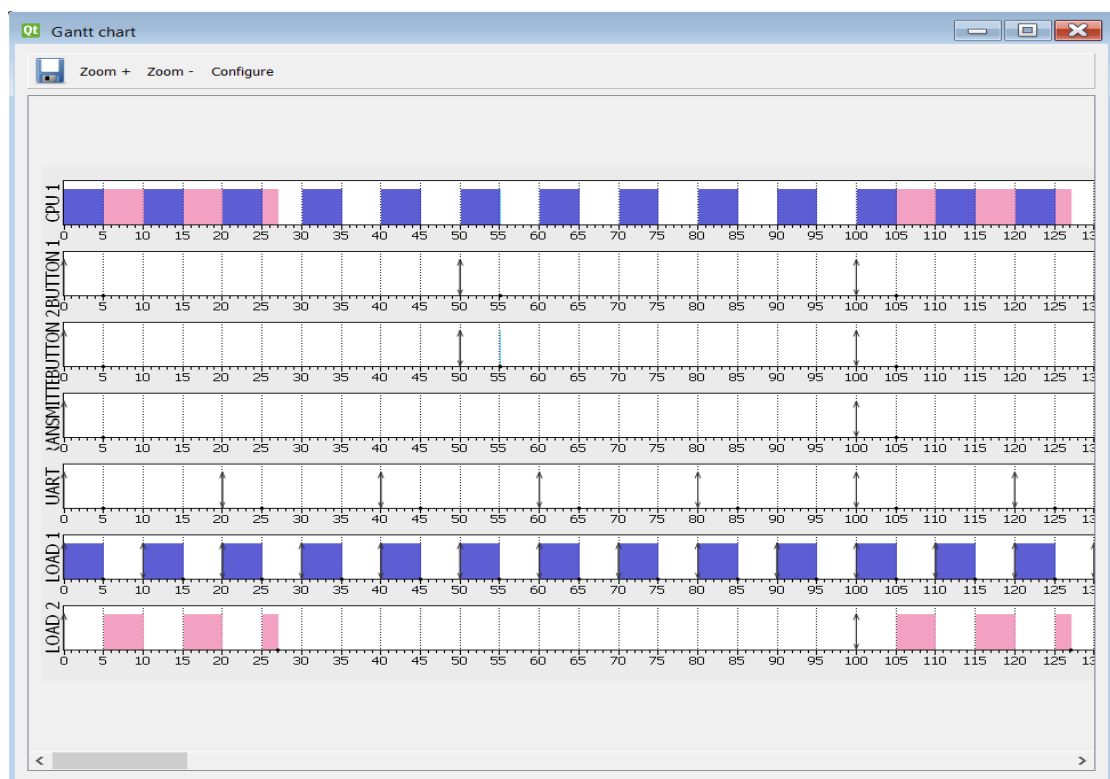 Qt Gantt chart
Zoom + Zoom - Configure
CPU 1
0 5 10 15 20 25 30 35 40 45 50 55 60 65 70 75 80 85 90 95 100 105 110 115 120 125 13
BUTTON 1
0 5 10 15 20 25 30 35 40 45 50 55 60 65 70 75 80 85 90 95 100 105 110 115 120 125 13
BUTTON 2
0 5 10 15 20 25 30 35 40 45 50 55 60 65 70 75 80 85 90 95 100 105 110 115 120 125 13
ANSMITTE
0 5 10 15 20 25 30 35 40 45 50 55 60 65 70 75 80 85 90 95 100 105 110 115 120 125 13
UART
0 5 10 15 20 25 30 35 40 45 50 55 60 65 70 75 80 85 90 95 100 105 110 115 120 125 13
LOAD 1
0 5 10 15 20 25 30 35 40 45 50 55 60 65 70 75 80 85 90 95 100 105 110 115 120 125 13
LOAD 2
0 5 10 15 20 25 30 35 40 45 50 55 60 65 70 75 80 85 90 95 100 105 110 115 120 125 13